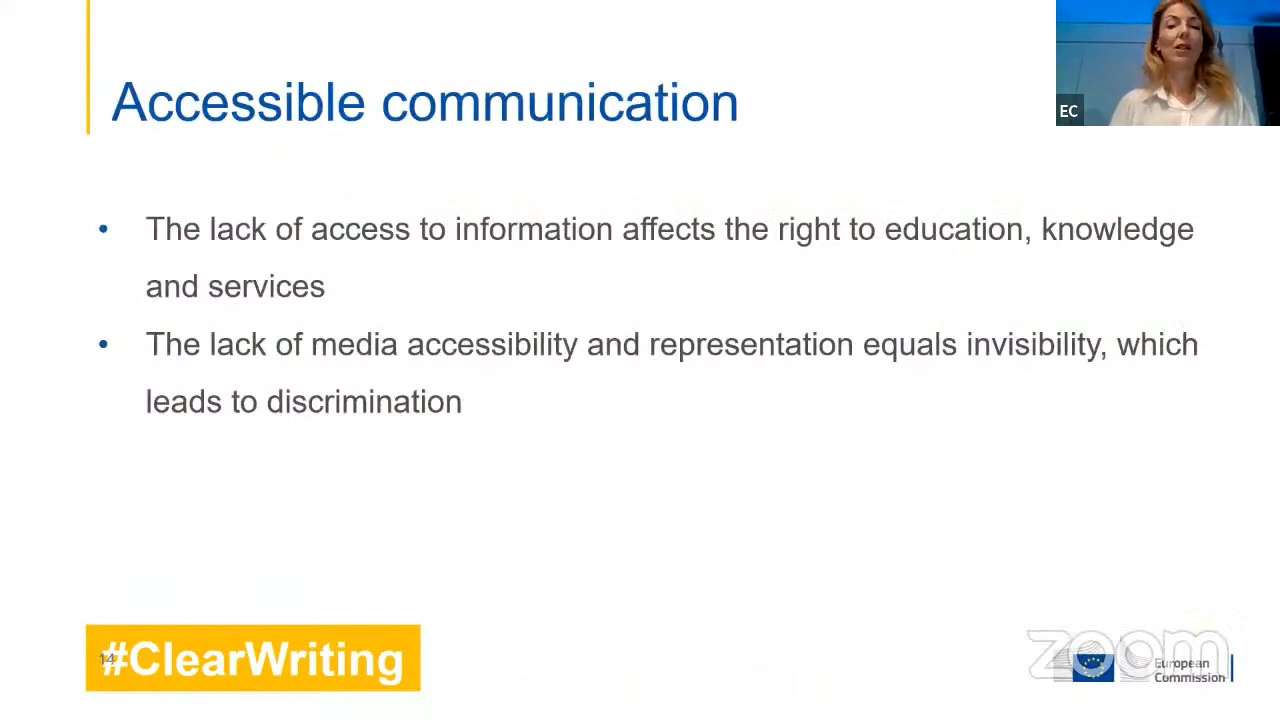 EC
Accessible communication
• The lack of access to information affects the right to education, knowledge
and services
• The lack of media accessibility and representation equals invisibility, which
leads to discrimination
14
#ClearWriting
zoom
European
Commission